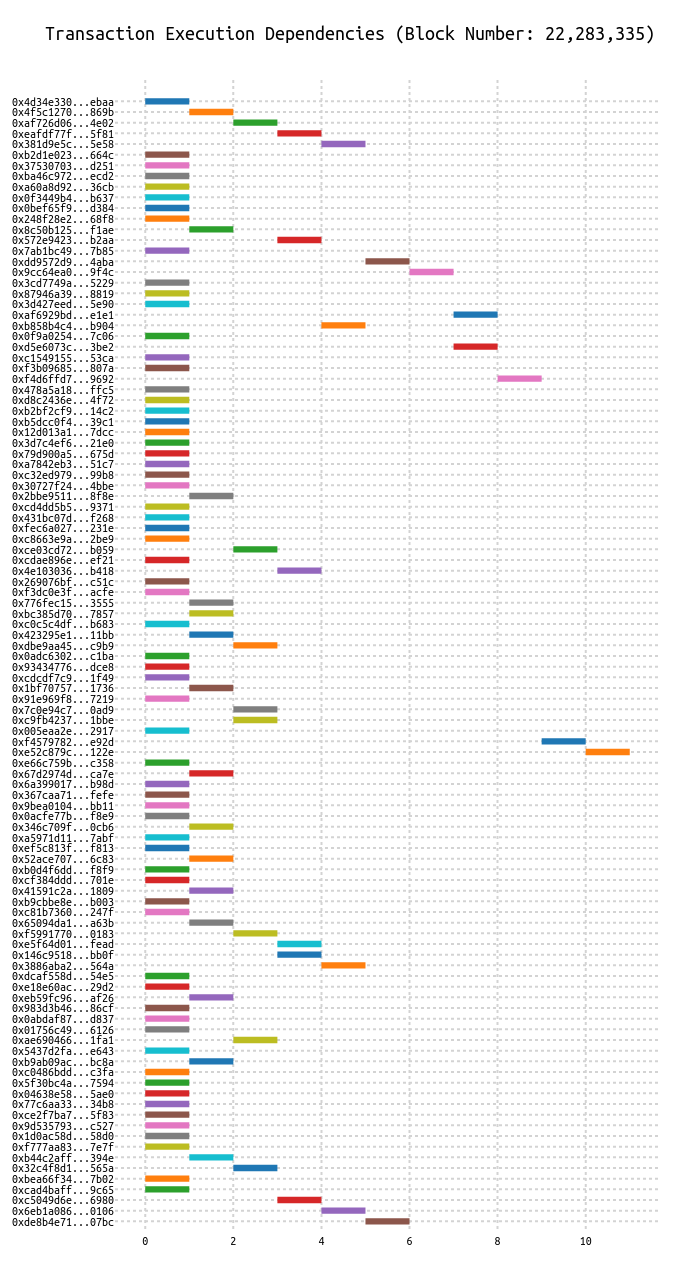 Transaction Execution Dependencies (Block Number: 22,283,335)
0x4d34e330...ebaa
0x4f5c1270...869b
0xaf726d06...4e02
0xeafdf77f...5f81
0x381d9e5c...5e58
0xb2d1e023...664c
0x37530703...d251
0xba46c972...ecd2
0xa60a8d92...36cb
0x0f3449b4...b637
0x0bef65f9...d384
0x248f28e2...68f8
0x8c50b125...f1ae
0x572e9423...b2aa
0x7ab1bc49...7b85
0xdd9572d9...4aba
0x9cc64ea0...9f4c
0x3cd7749a...5229
0x87946a39...8819
0x3d427eed...5e90
0xaf6929bd...e1e1
0xb858b4c4...b904
0x0f9a0254...7c06
0xd5e6073c...3be2
0xc1549155...53ca
0xf3b09685...807a
0xf4d6ffd7...9692
0x478a5a18...ffc5
0xd8c2436e...4f72
0xb2bf2cf9...14c2
0xb5dcc0f4...39c1
0x12d013a1...7dcc
0x3d7c4ef6...21e0
0x79d900a5...675d
0xa7842eb3...51c7
0xc32ed979...99b8
0x30727f24...4bbe
0x2bbe9511...8f8e
0xcd4dd5b5...9371
0x431bc07d...f268
0xfec6a027...231e
0xc8663e9a...2be9
0xce03cd72...b059
0xcdae896e...ef21
0x4e103036...b418
0x269076bf...c51c
0xf3dc0e3f...acfe
0x776fec15...3555
0xbc385d70...7857
0xc0c5c4df...b683
0x423295e1...11bb
0xdbe9aa45...c9b9
0x0adc6302...c1ba
0x93434776...dce8
0xcdcdf7c9...1f49
0x1bf70757...1736
0x91e969f8...7219
0x7c0e94c7...0ad9
0xc9fb4237...1bbe
0x005eaa2e...2917
0xf4579782...e92d
0xe52c879c...122e
0xe66c759b...c358
0x67d2974d...ca7e
0x6a399017...b98d
0x367caa71...fefe
0x9bea0104...bb11
0x0acfe77b...f8e9
0x346c709f...0cb6
0xa5971d11...7abf
0xef5c813f...f813
0x52ace707...6c83
0xb0d4f6dd...f8f9
0xcf384ddd...701e
0x41591c2a...1809
0xb9cbbe8e...b003
0xc81b7360...247f
0x65094da1...a63b
0xf5991770...0183
0xe5f64d01...fead
0x146c9518...bb0f
0x3886aba2...564a
0xdcaf558d...54e5
0xe18e60ac...29d2
0xeb59fc96...af26
0x983d3b46...86cf
0x0abdaf87...d837
0x01756c49...6126
0xae690466...1fa1
0x5437d2fa...e643
0xb9ab09ac...bc8a
0xc0486bdd...c3fa
0x5f30bc4a...7594
0x04638e58...5ae0
0x77c6aa33...34b8
0xce2f7ba7...5f83
0x9d535793...c527
0x1d0ac58d...58d0
0xf777aa83...7e7f
0xb44c2aff...394e
0x32c4f8d1...565a
0xbea66f34...7b02
0xcad4baff...9c65
0xc5049d6e...6980
0x6eb1a086...0106
0xde8b4e71...07bc
0 2 4 6 8 10